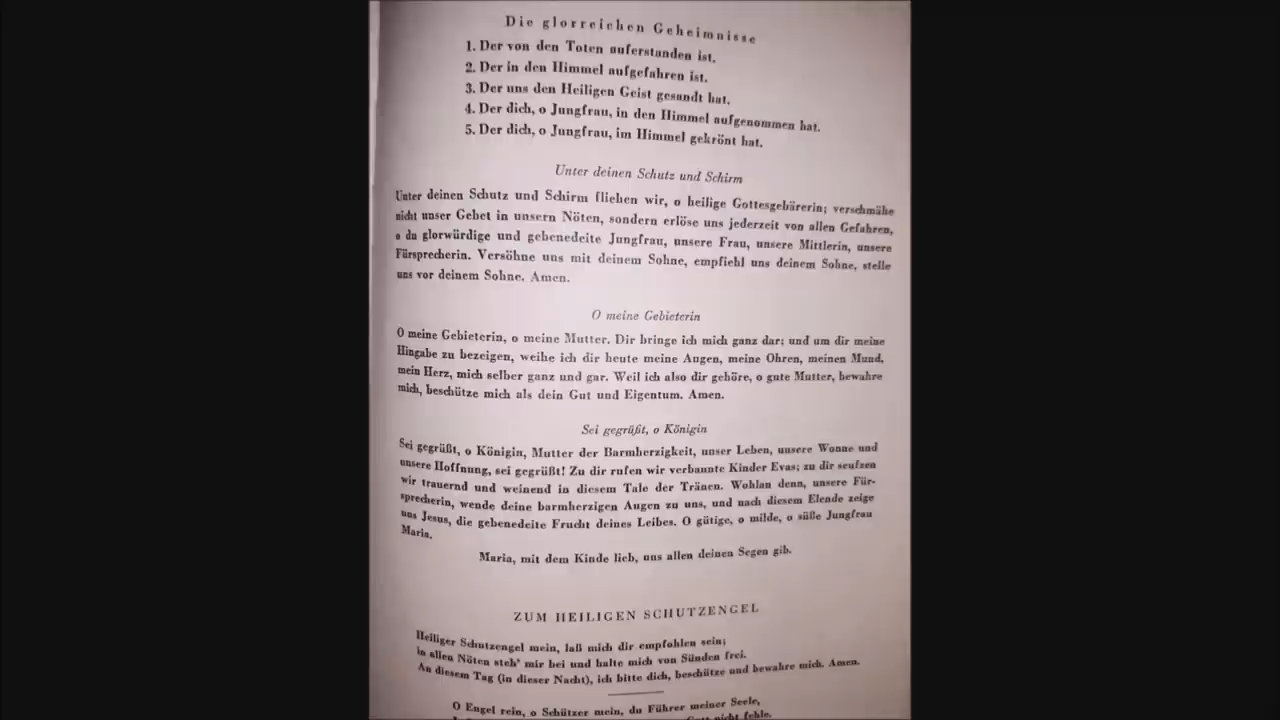 Die glorreichen Geheimnisse
1. Der von den Toten auferstanden ist.
2. Der in den Himmel aufgefahren ist.
3. Der uns den Heiligen Geist gesandt hat.
4. Der dich, o Jungfrau, in den Himmel aufgenommen hat.
5. Der dich, o Jungfrau, im Himmel gekrönt hat.
Unter deinen Schutz und Schirm
Unter deinen Schutz und Schirm fliehen wir, o heilige Gottesgebärerin; verschmähe
nicht unser Gebet in unsern Nöten, sondern erlöse uns jederzeit von allen Gefahren,
o du glorwürdige und gebenedeite Jungfrau, unsere Frau, unsere Mittlerin, unsere
Fürsprecherin. Versöhne uns mit deinem Sohne, empfiehl uns deinem Sohne, stelle
uns vor deinem Sohne. Amen.
O meine Gebieterin
O meine Gebieterin, o meine Mutter. Dir bringe ich mich ganz dar; und um dir meine
Hingabe zu bezeigen, weihe ich dir heute meine Augen, meine Ohren, meinen Mund,
mein Herz, mich selber ganz und gar. Weil ich also dir gehöre, o gute Mutter, bewahre
mich, beschütze mich als dein Gut und Eigentum. Amen.
Sei gegrüßt, o Königin
Sei gegrüßt, o Königin, Mutter der Barmherzigkeit, unser Leben, unsere Wonne und
unsere Hoffnung, sei gegrüßt! Zu dir rufen wir verbannte Kinder Evas; zu dir seufzen
wir trauernd und weinend in diesem Tale der Tränen. Wohlan denn, unsere Für-
sprecherin, wende deine barmherzigen Augen zu uns, und nach diesem Elende zeige
uns Jesus, die gebenedeite Frucht deines Leibes. O gütige, o milde, o süße Jungfrau
Maria.
Maria, mit dem Kinde lieb, uns allen deinen Segen gib.
ZUM HEILIGEN SCHUTZENGEL
Heiliger Schutzengel mein, laß mich dir empfohlen sein;
in allen Nöten steh' mir bei und halte mich von Sünden frei.
An diesem Tag (in dieser Nacht), ich bitte dich, beschütze und bewahre mich. Amen.
O Engel rein, o Schützer mein, du Führer meiner Seele,
Gott nicht fehle.